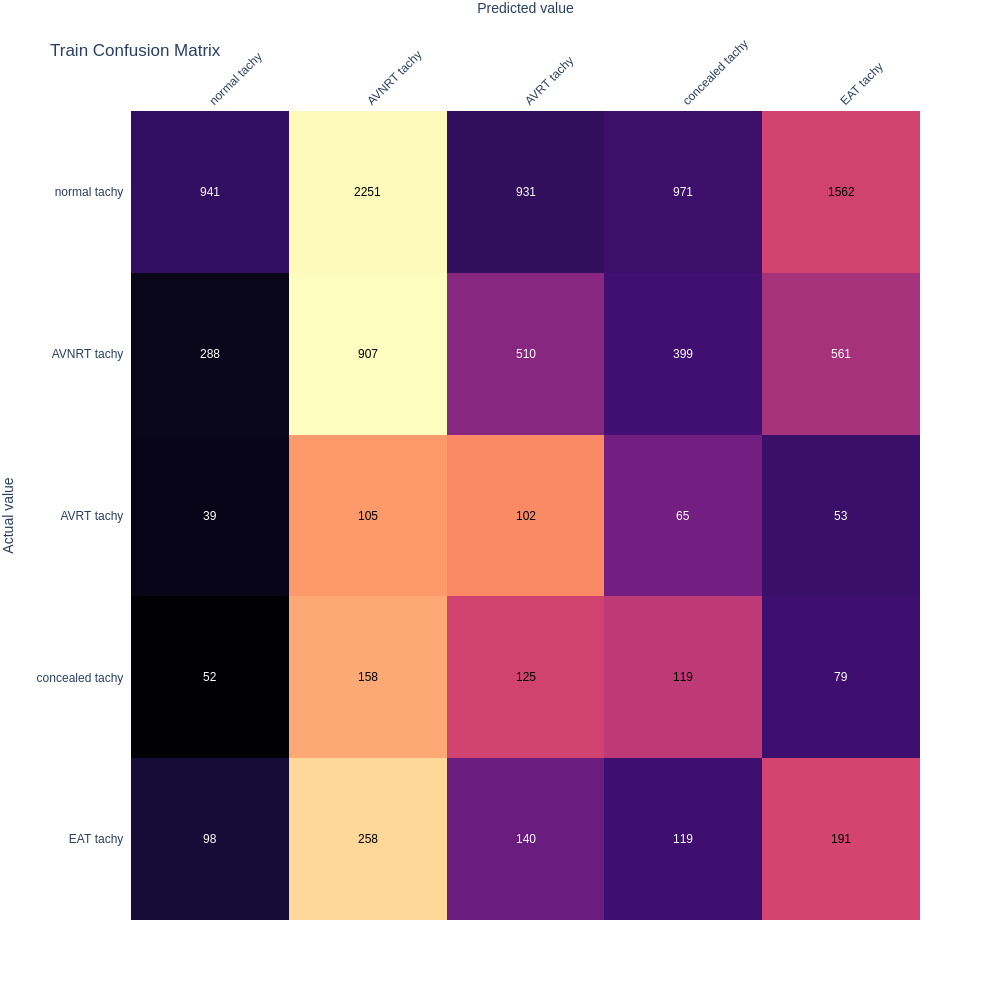 Predicted value
Train Confusion Matrix
normal tachy
AVNRT tachy
AVRT tachy
concealed tachy
EAT tachy
normal tachy 941 2251 931 971 1562
AVNRT tachy 288 907 510 399 561
AVRT tachy 39 105 102 65 53
concealed tachy 52 158 125 119 79
EAT tachy 98 258 140 119 191
Actual value